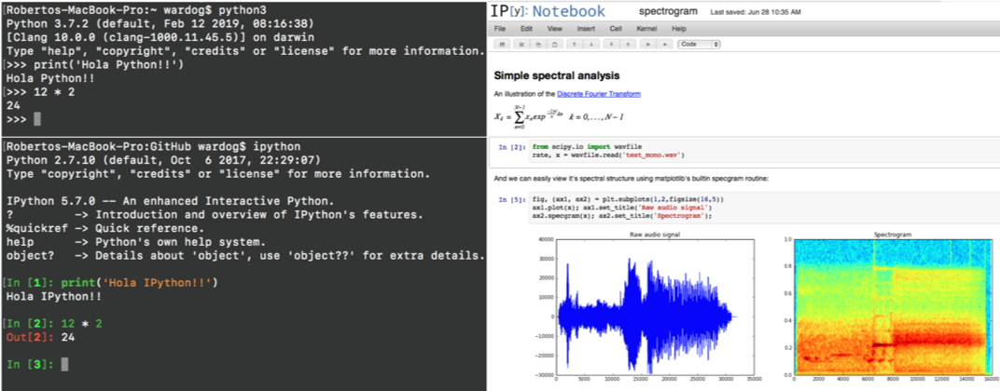 Robertos-MacBook-Pro:~ wardog$ python3
Python 3.7.2 (default, Feb 12 2019, 08:16:38)
[Clang 10.0.0 (clang-1000.11.45.5)] on darwin
Type "help", "copyright", "credits" or "license" for more information.
>>> print('Hola Python!!')
Hola Python!!
>>> 12 * 2
24
>>>
Robertos-MacBook-Pro:GitHub wardog$ ipython
Python 2.7.10 (default, Oct  6 2017, 22:29:07)
Type "copyright", "credits" or "license" for more information.
IPython 5.7.0 -- An enhanced Interactive Python.
?         -> Introduction and overview of IPython's features.
%quickref -> Quick reference.
help      -> Python's own help system.
object?   -> Details about 'object', use 'object??' for extra details.
In [1]: print('Hola IPython!!')
Hola IPython!!
In [2]: 12 * 2
Out[2]: 24
In [3]:
IP[y]: Notebook spectrogram Last saved: Jun 28 10:35 AM
File Edit View Insert Cell Kernel Help
Code
Simple spectral analysis
An illustration of the Discrete Fourier Transform
k = 0, . . . , N − 1
In [2]: from scipy.io import wavfile
rate, x = wavfile.read('test_mono.wav')
And we can easily view it's spectral structure using matplotlib's builtin specgram routine:
In [5]: fig, (ax1, ax2) = plt.subplots(1,2,figsize(16,5))
ax1.plot(x); ax1.set_title('Raw audio signal')
ax2.specgram(x); ax2.set_title('Spectrogram');
Raw audio signal
40000
30000
20000
10000
0
−10000
−20000
−30000
0 5000 10000 15000 20000 25000 30000 35000
Spectrogram
1.0
0.8
0.6
0.4
0.2
0.0
0 2000 4000 6000 8000 10000 12000 14000 16000